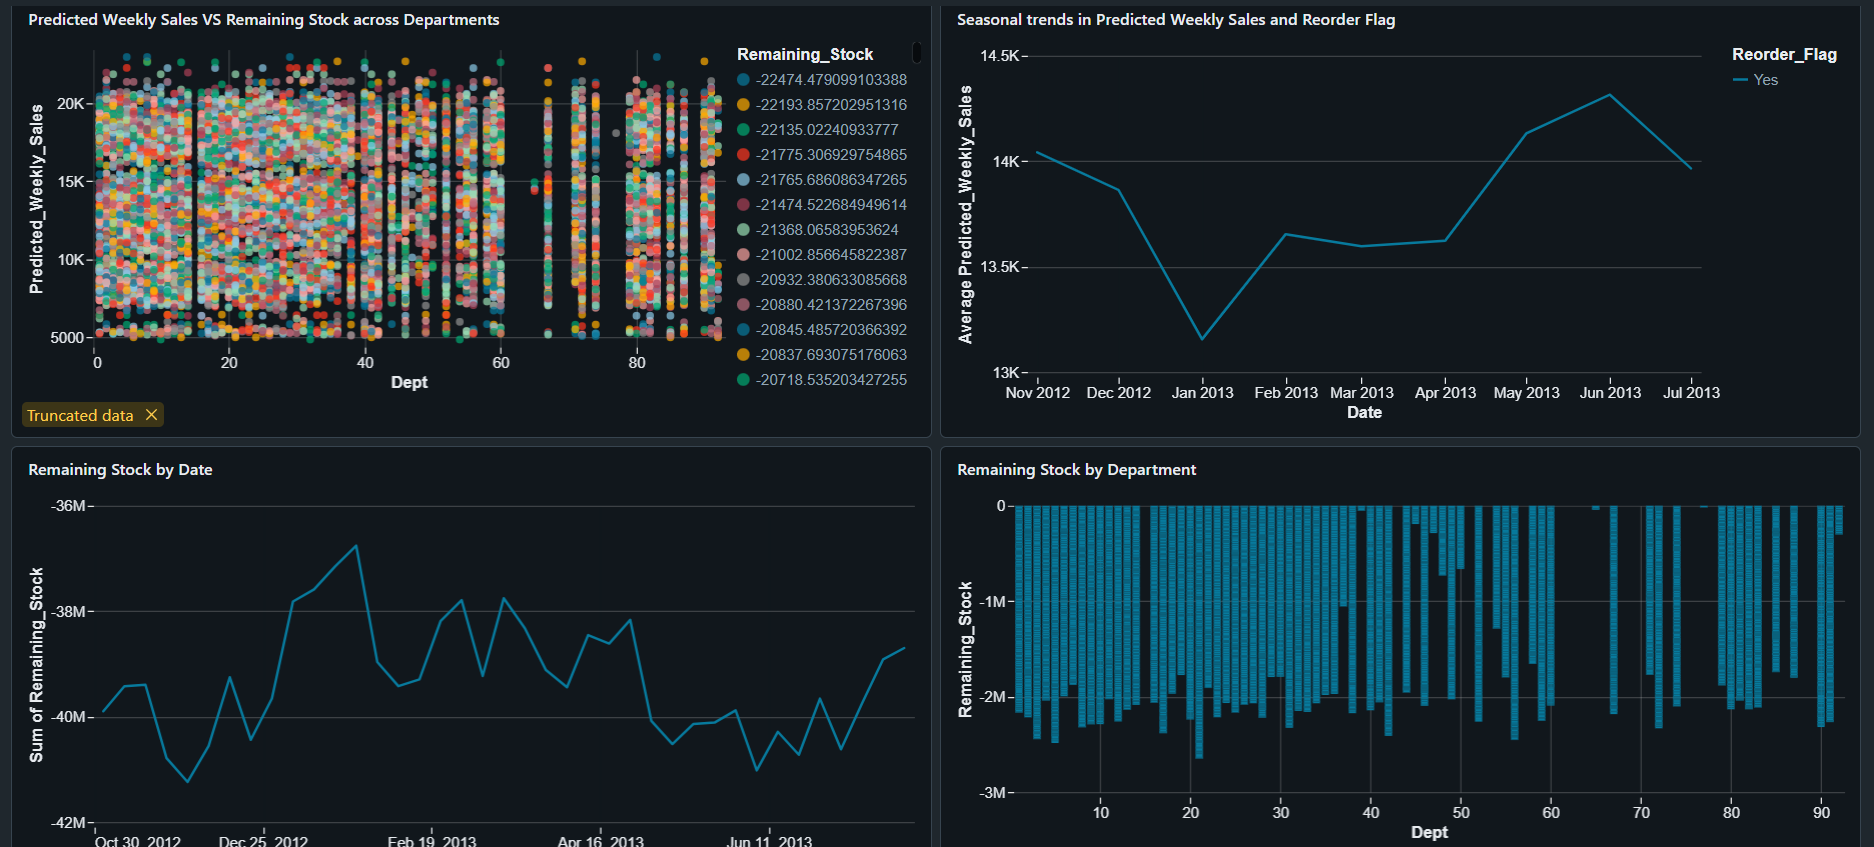 Predicted Weekly Sales VS Remaining Stock across Departments
Predicted_Weekly_Sales
20K
15K
10K
5000
0
20
40
60
80
Dept
Remaining_Stock
-22474.479099103388
-22193.857202951316
-22135.02240933777
-21775.306929754865
-21765.686086347265
-21474.522684949614
-21368.06583953624
-21002.856645822387
-20932.380633085668
-20880.421372267396
-20845.485720366392
-20837.693075176063
-20718.535203427255
Truncated data
Seasonal trends in Predicted Weekly Sales and Reorder Flag
Average Predicted_Weekly_Sales
14.5K
14K
13.5K
13K
Nov 2012
Dec 2012
Jan 2013
Feb 2013
Mar 2013
Apr 2013
May 2013
Jun 2013
Jul 2013
Date
Reorder_Flag
Yes
Remaining Stock by Date
Sum of Remaining_Stock
-36M
-38M
-40M
-42M
Oct 30, 2012
Dec 25, 2012
Feb 19, 2013
Apr 16, 2013
Jun 11, 2013
Remaining Stock by Department
Remaining_Stock
0
-1M
-2M
-3M
10
20
30
40
50
60
70
80
90
Dept